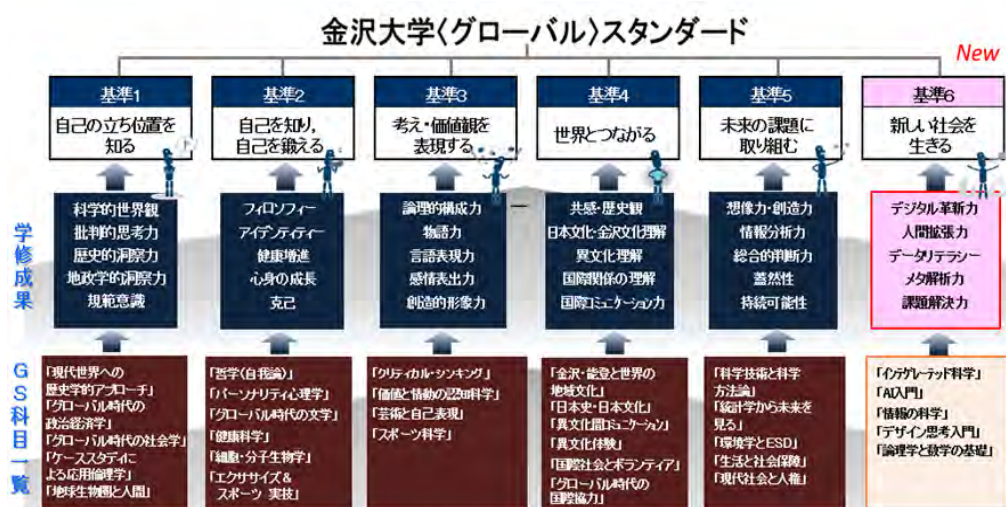 金沢大学〈グローバル〉スタンダード
New
基準1
自己の立ち位置を
知る
基準2
自己を知り，
自己を鍛える
基準3
考え・価値観を
表現する
基準4
世界とつながる
基準5
未来の課題に
取り組む
基準6
新しい社会を
生きる
学修成果
科学的世界観
批判的思考力
歴史的洞察力
地政学的洞察力
規範意識
フィロソフィー
アイデンティティー
健康増進
心身の成長
克己
論理的構成力
物語力
言語表現力
感情表出力
創造的形象力
共感・歴史観
日本文化・金沢文化理解
異文化理解
国際関係の理解
国際コミュニケーション力
想像力・創造力
情報分析力
総合的判断力
蓋然性
持続可能性
デジタル革新力
人間拡張力
データリテラシー
メタ解析力
課題解決力
GS科目一覧
「現代世界への
歴史学的アプローチ」
「グローバル時代の
政治経済学」
「グローバル時代の社会学」
「ケーススタディに
よる応用倫理学」
「地球生物圏と人間」
「哲学（自我論）」
「パーソナリティ心理学」
「グローバル時代の文学」
「健康科学」
「細胞・分子生物学」
「エクササイズ&
スポーツ 実技」
「クリティカル・シンキング」
「価値と情動の認知科学」
「芸術と自己表現」
「スポーツ科学」
「金沢・能登と世界の
地域文化」
「日本史・日本文化」
「異文化間コミュニケーション」
「異文化体験」
「国際社会とボランティア」
「グローバル時代の
国際協力」
「科学技術と科学
方法論」
「統計学から未来を
見る」
「環境学とESD」
「生活と社会保障」
「現代社会と人権」
「インテグレーテッド科学」
「AI入門」
「情報の科学」
「デザイン思考入門」
「論理学と数学の基礎」